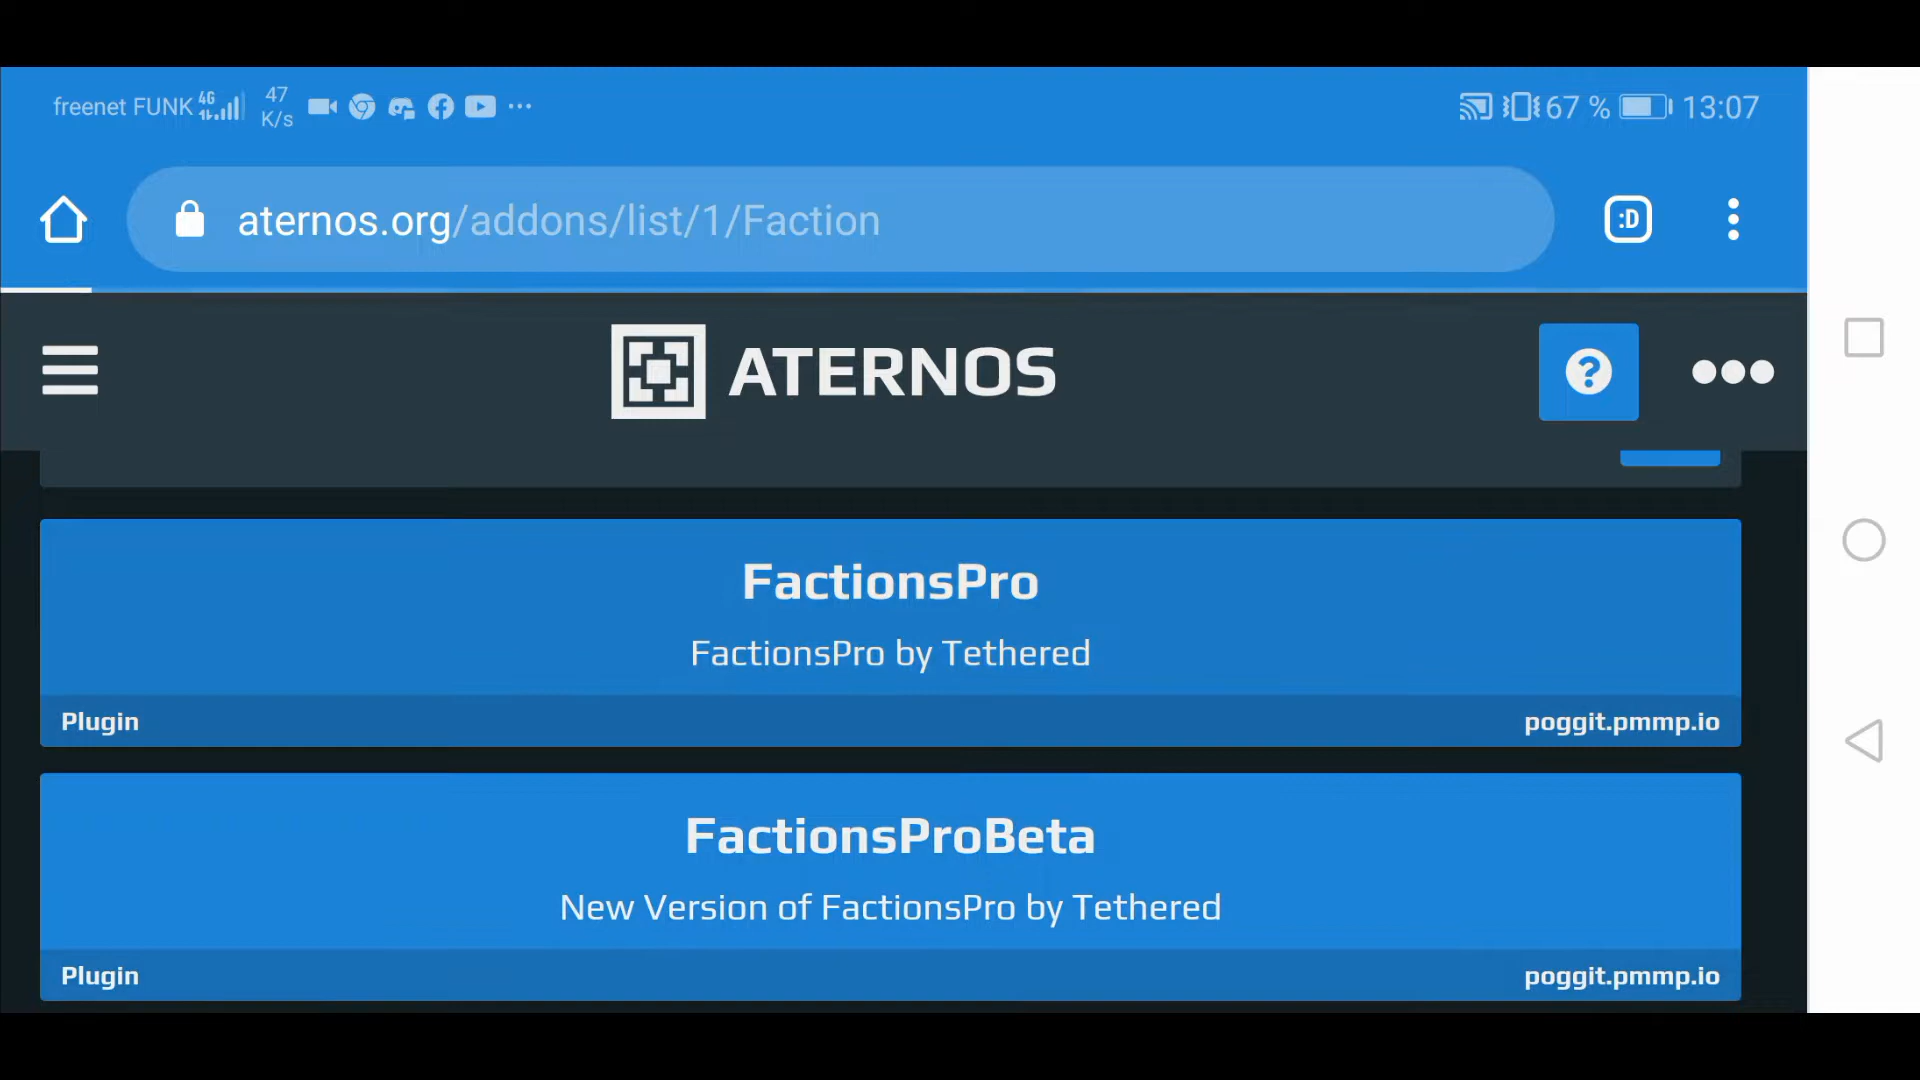 freenet FUNK 4G 47 K/s 67 % 13:07
aternos.org/addons/list/1/Faction :D
ATERNOS ?
FactionsPro
FactionsPro by Tethered
Plugin poggit.pmmp.io
FactionsProBeta
New Version of FactionsPro by Tethered
Plugin poggit.pmmp.io